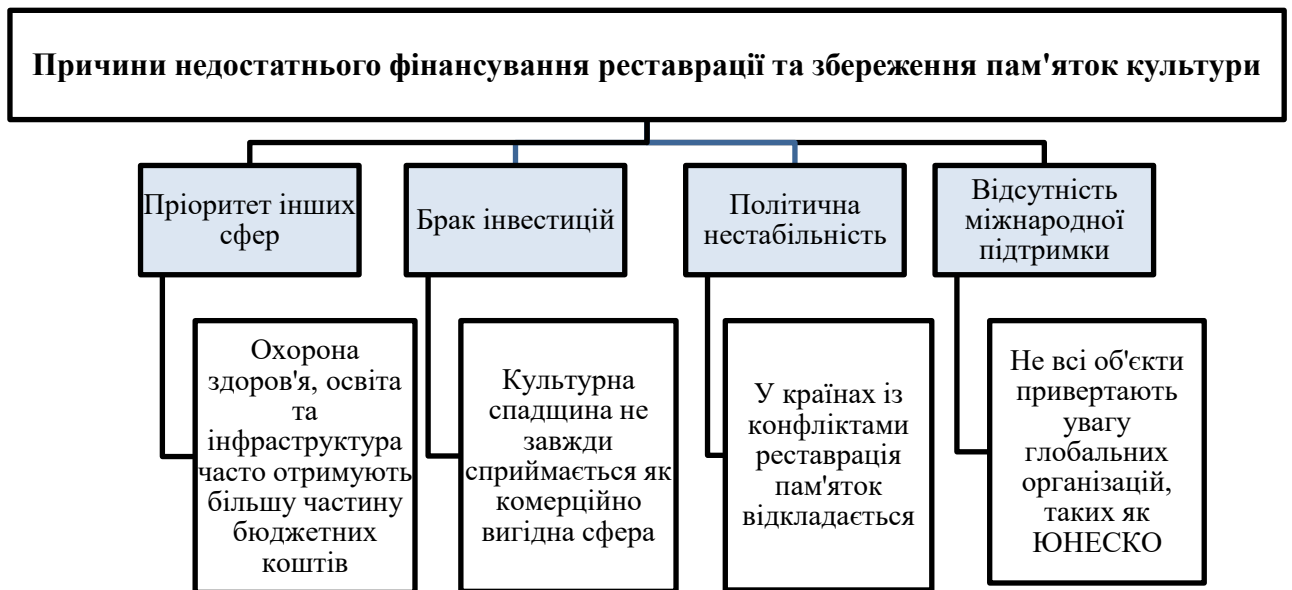 Причини недостатнього фінансування реставрації та збереження пам'яток культури
Пріоритет інших
сфер
Охорона
здоров'я, освіта
та
інфраструктура
часто отримують
більшу частину
бюджетних
коштів
Брак інвестицій
Культурна
спадщина не
завжди
сприймається як
комерційно
вигідна сфера
Політична
нестабільність
У країнах із
конфліктами
реставрація
пам'яток
відкладається
Відсутність
міжнародної
підтримки
Не всі об'єкти
привертають
увагу
глобальних
організацій,
таких як
ЮНЕСКО